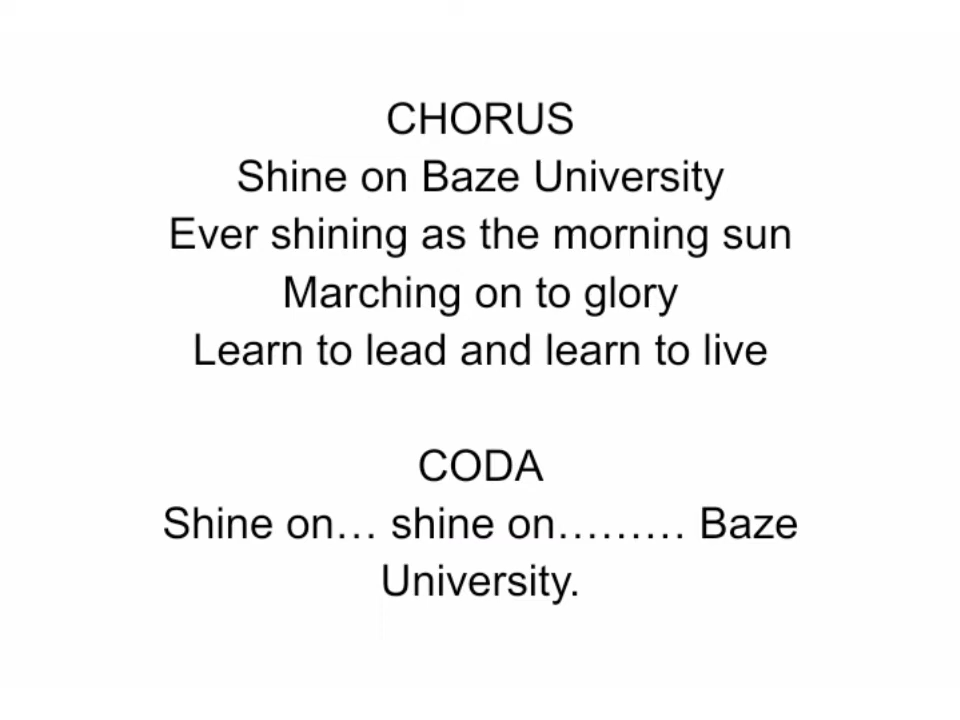 CHORUS
Shine on Baze University
Ever shining as the morning sun
Marching on to glory
Learn to lead and learn to live
CODA
Shine on… shine on……… Baze
University.